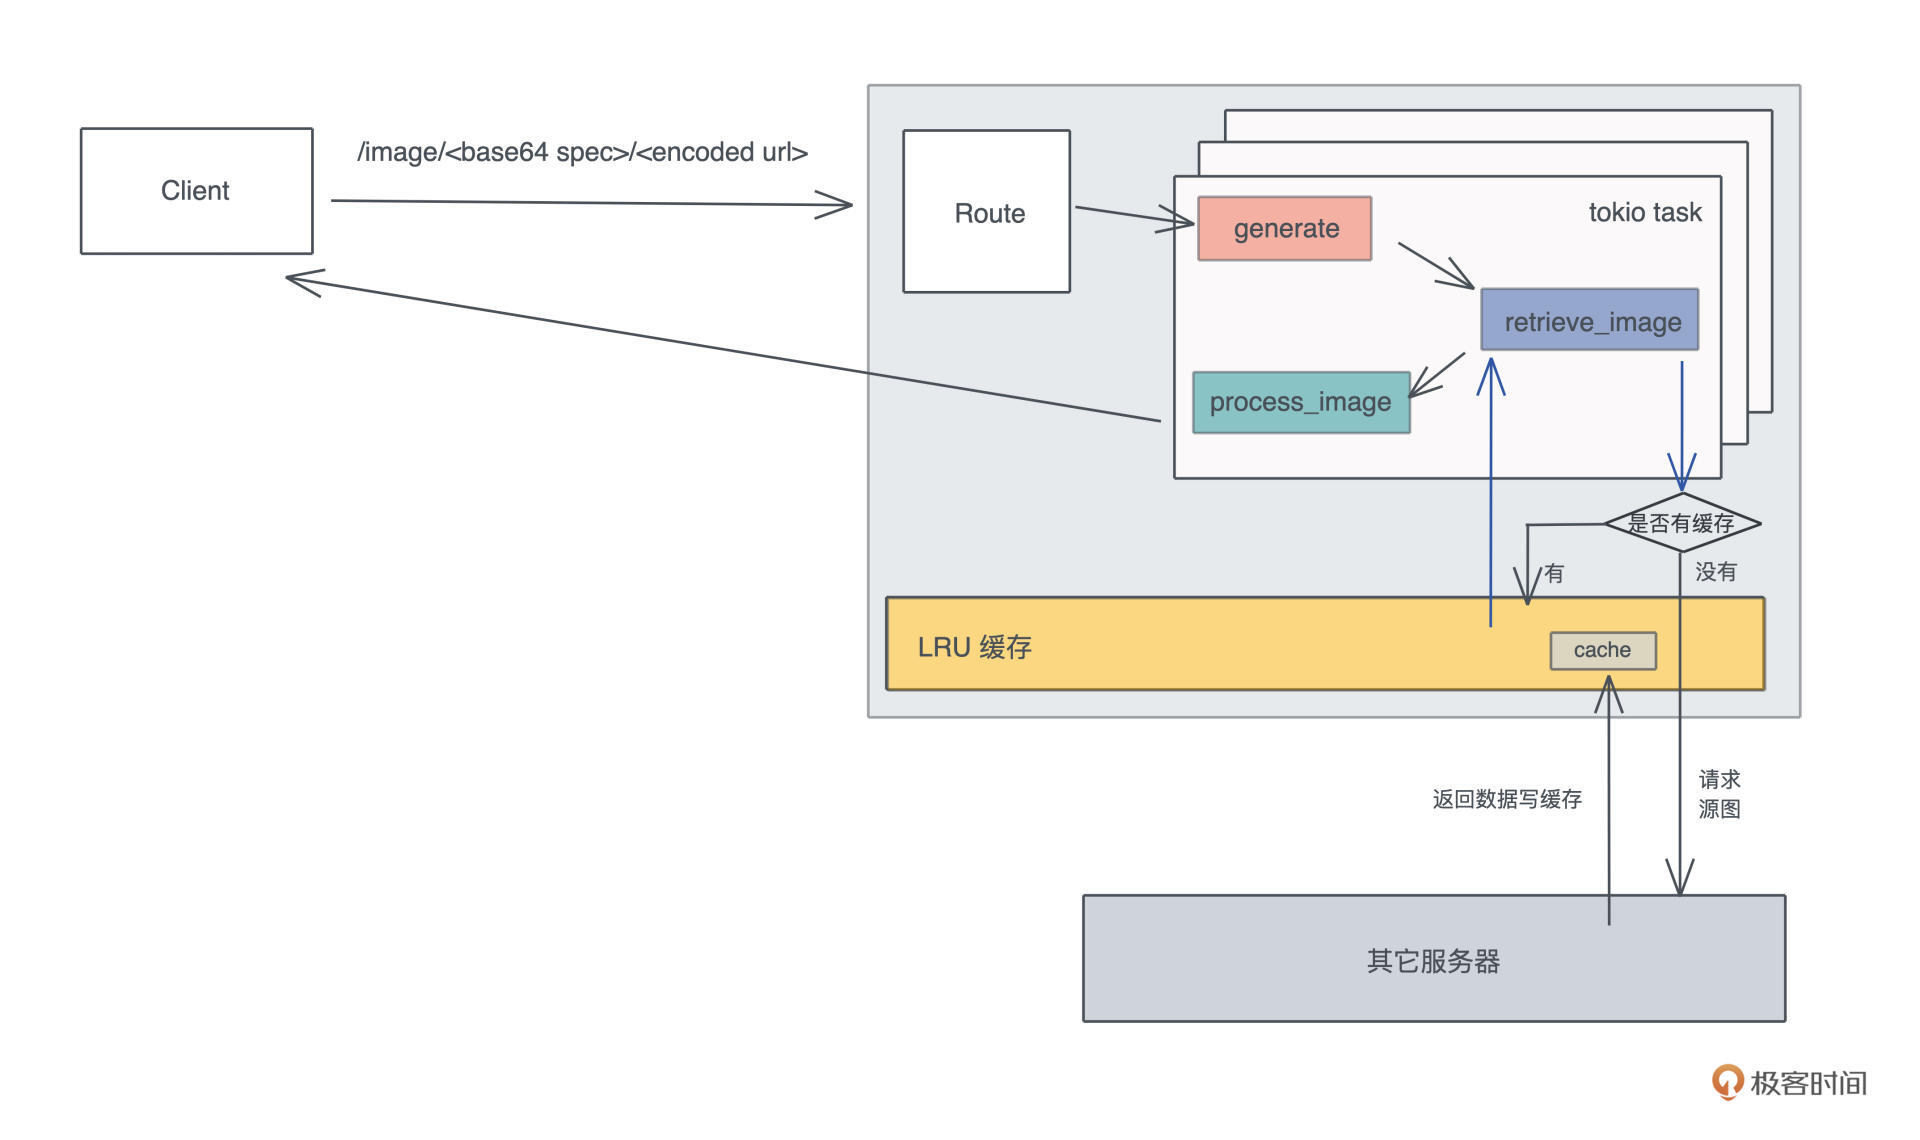 Client
/image/<base64 spec>/<encoded url>
Route
generate
tokio task
retrieve_image
process_image
是否有缓存
有
没有
LRU 缓存
cache
返回数据写缓存
请求
源图
其它服务器
极客时间